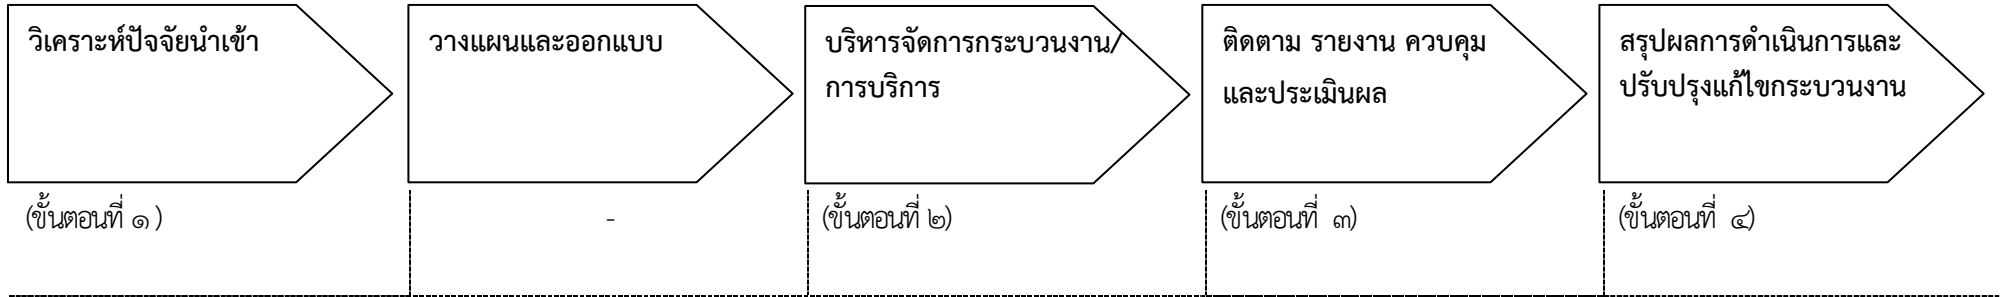 วิเคราะห์ปัจจัยนำเข้า
วางแผนและออกแบบ
บริหารจัดการกระบวนงาน/
การบริการ
ติดตาม รายงาน ควบคุม
และประเมินผล
สรุปผลการดำเนินการและ
ปรับปรุงแก้ไขกระบวนงาน
(ขั้นตอนที่ ๑ )
-
(ขั้นตอนที่ ๒)
(ขั้นตอนที่ ๓)
(ขั้นตอนที่ ๔)